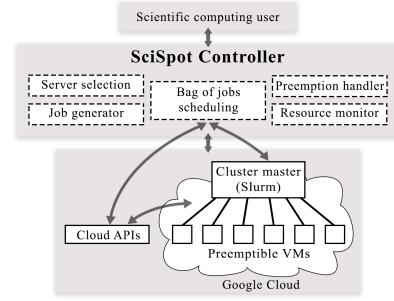 Scientific computing user
SciSpot Controller
Server selection
Bag of jobs
scheduling
Preemption handler
Job generator
Resource monitor
Cluster master
(Slurm)
Cloud APIs
Preemptible VMs
Google Cloud